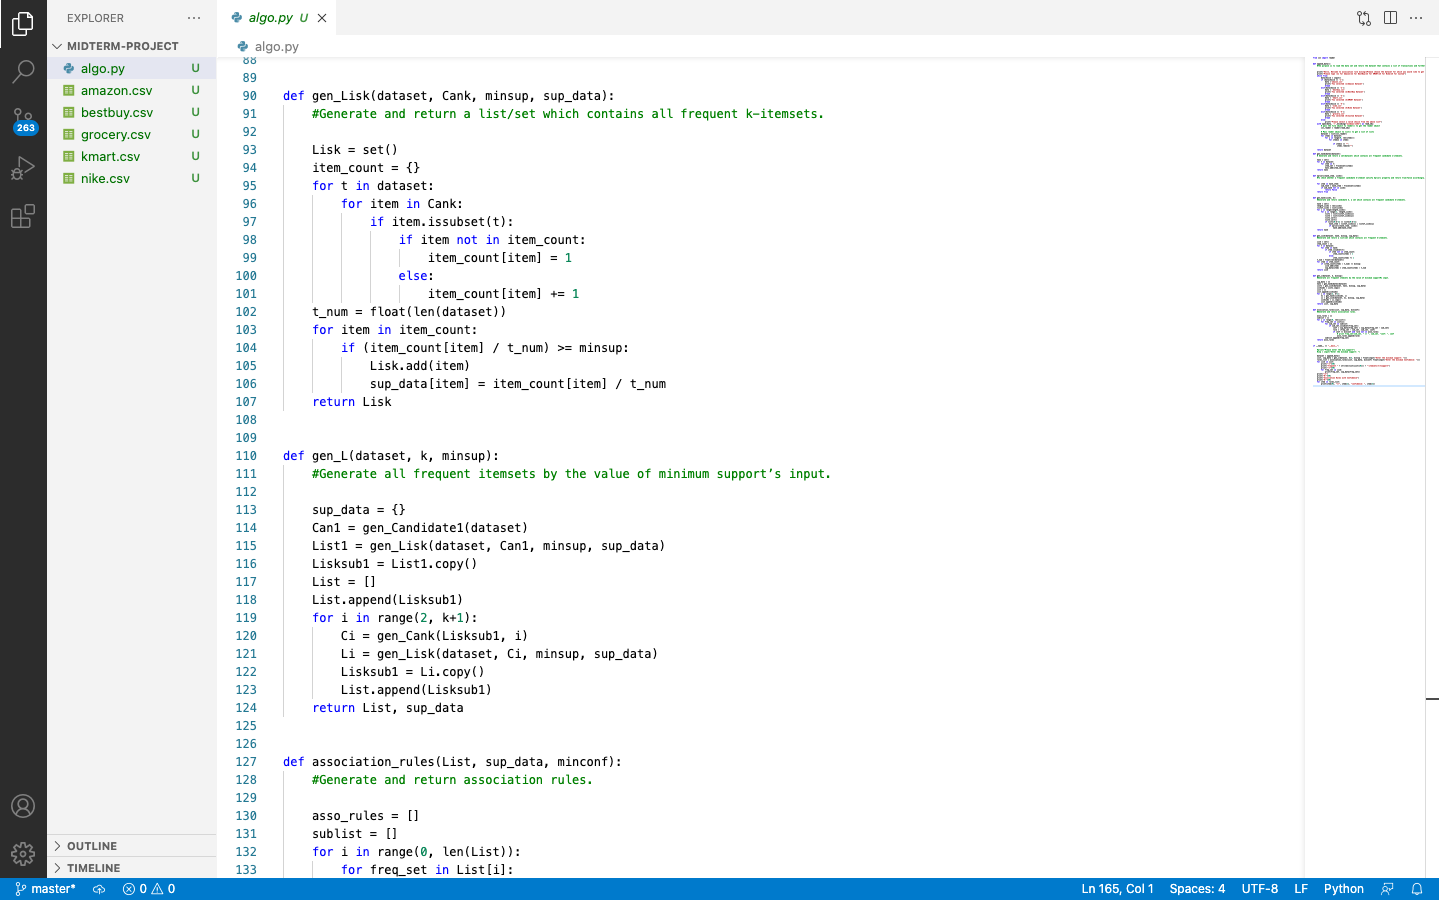 EXPLORER
MIDTERM-PROJECT
algo.py U
amazon.csv U
bestbuy.csv U
grocery.csv U
kmart.csv U
nike.csv U
OUTLINE
TIMELINE
263
algo.py U
algo.py
88
89
90 def gen_Lisk(dataset, Cank, minsup, sup_data):
91 #Generate and return a list/set which contains all frequent k-itemsets.
92
93 Lisk = set()
94 item_count = {}
95 for t in dataset:
96 for item in Cank:
97 if item.issubset(t):
98 if item not in item_count:
99 item_count[item] = 1
100 else:
101 item_count[item] += 1
102 t_num = float(len(dataset))
103 for item in item_count:
104 if (item_count[item] / t_num) >= minsup:
105 Lisk.add(item)
106 sup_data[item] = item_count[item] / t_num
107 return Lisk
108
109
110 def gen_L(dataset, k, minsup):
111 #Generate all frequent itemsets by the value of minimum support’s input.
112
113 sup_data = {}
114 Can1 = gen_Candidate1(dataset)
115 List1 = gen_Lisk(dataset, Can1, minsup, sup_data)
116 Lisksub1 = List1.copy()
117 List = []
118 List.append(Lisksub1)
119 for i in range(2, k+1):
120 Ci = gen_Cank(Lisksub1, i)
121 Li = gen_Lisk(dataset, Ci, minsup, sup_data)
122 Lisksub1 = Li.copy()
123 List.append(Lisksub1)
124 return List, sup_data
125
126
127 def association_rules(List, sup_data, minconf):
128 #Generate and return association rules.
129
130 asso_rules = []
131 sublist = []
132 for i in range(0, len(List)):
133 for freq_set in List[i]:
master* 0 0 Ln 165, Col 1 Spaces: 4 UTF-8 LF Python